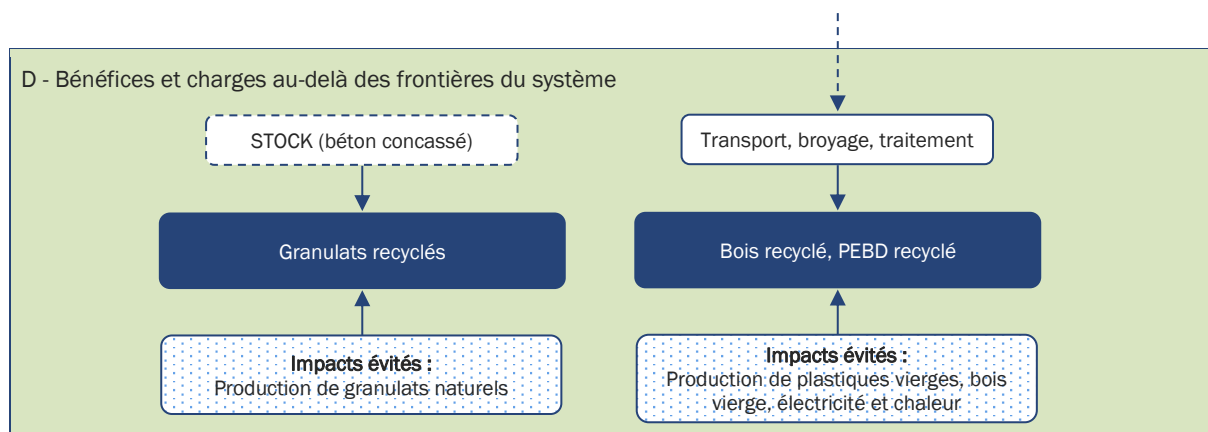 D - Bénéfices et charges au-delà des frontières du système
STOCK (béton concassé)
Transport, broyage, traitement
Granulats recyclés
Bois recyclé, PEBD recyclé
Impacts évités :
Production de granulats naturels
Impacts évités :
Production de plastiques vierges, bois
vierge, électricité et chaleur